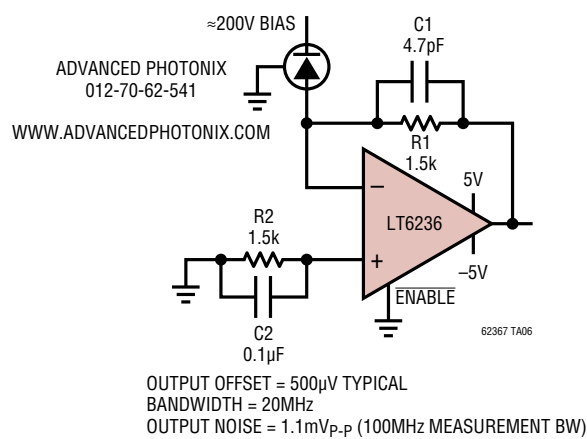 ≈200V BIAS
ADVANCED PHOTONIX
012-70-62-541
WWW.ADVANCEDPHOTONIX.COM
C1
4.7pF
R1
1.5k
5V
–
LT6236
+
–5V
ENABLE
R2
1.5k
C2
0.1µF
62367 TA06
OUTPUT OFFSET = 500µV TYPICAL
BANDWIDTH = 20MHz
OUTPUT NOISE = 1.1mVP-P (100MHz MEASUREMENT BW)